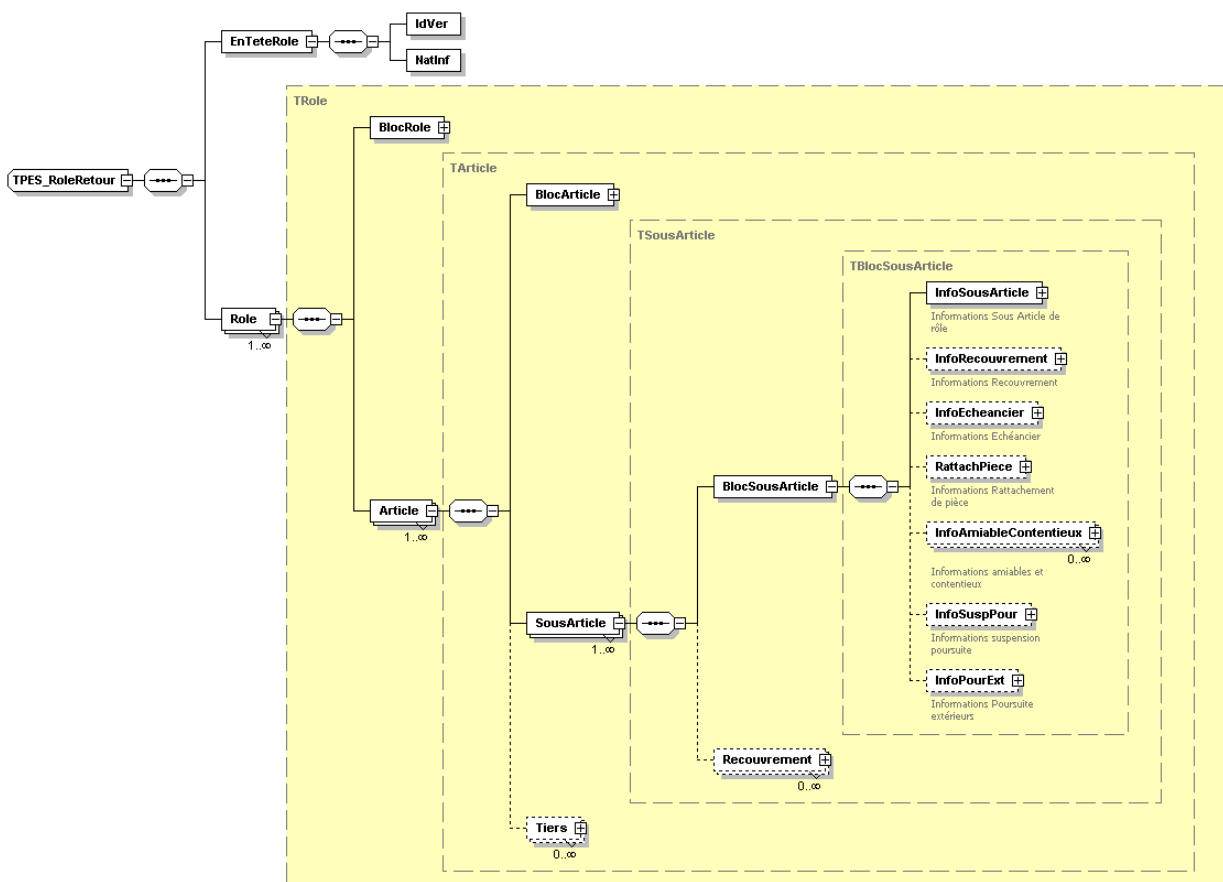 IdVer
EnTeteRole
NatInf
TRole
BlocRole
TArticle
TPES_RoleRetour
BlocArticle
TSousArticle
TBlocSousArticle
InfoSousArticle
Informations Sous Article de
rôle
Role
1..∞
InfoRecouvrement
Informations Recouvrement
InfoEcheancier
Informations Echéancier
RattachPiece
Informations Rattachement
de pièce
BlocSousArticle
Article
1..∞
InfoAmiableContentieux
0..∞
Informations amiables et
contentieux
InfoSuspPour
Informations suspension
poursuite
SousArticle
1..∞
InfoPourExt
Informations Poursuite
extérieurs
Recouvrement
0..∞
Tiers
0..∞